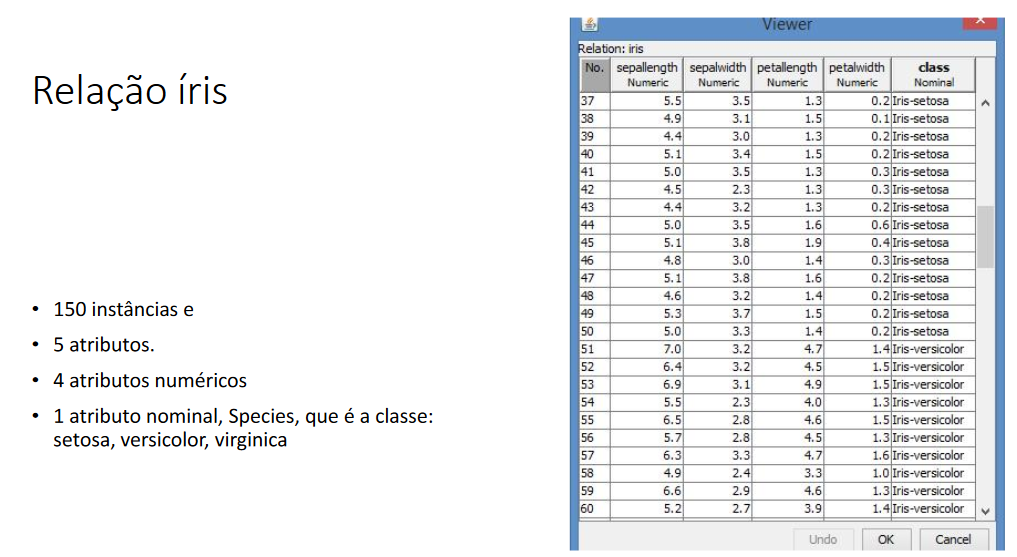 Relação íris
• 150 instâncias e
• 5 atributos.
• 4 atributos numéricos
• 1 atributo nominal, Species, que é a classe:
setosa, versicolor, virginica
Viewer
Relation: iris
No. sepallength sepalwidth petallength petalwidth class
Numeric Numeric Numeric Numeric Nominal
37 5.5 3.5 1.3 0.2 Iris-setosa
38 4.9 3.1 1.5 0.1 Iris-setosa
39 4.4 3.0 1.3 0.2 Iris-setosa
40 5.1 3.4 1.5 0.2 Iris-setosa
41 5.0 3.5 1.3 0.3 Iris-setosa
42 4.5 2.3 1.3 0.3 Iris-setosa
43 4.4 3.2 1.3 0.2 Iris-setosa
44 5.0 3.5 1.6 0.6 Iris-setosa
45 5.1 3.8 1.9 0.4 Iris-setosa
46 4.8 3.0 1.4 0.3 Iris-setosa
47 5.1 3.8 1.6 0.2 Iris-setosa
48 4.6 3.2 1.4 0.2 Iris-setosa
49 5.3 3.7 1.5 0.2 Iris-setosa
50 5.0 3.3 1.4 0.2 Iris-setosa
51 7.0 3.2 4.7 1.4 Iris-versicolor
52 6.4 3.2 4.5 1.5 Iris-versicolor
53 6.9 3.1 4.9 1.5 Iris-versicolor
54 5.5 2.3 4.0 1.3 Iris-versicolor
55 6.5 2.8 4.6 1.5 Iris-versicolor
56 5.7 2.8 4.5 1.3 Iris-versicolor
57 6.3 3.3 4.7 1.6 Iris-versicolor
58 4.9 2.4 3.3 1.0 Iris-versicolor
59 6.6 2.9 4.6 1.3 Iris-versicolor
60 5.2 2.7 3.9 1.4 Iris-versicolor
Undo OK Cancel